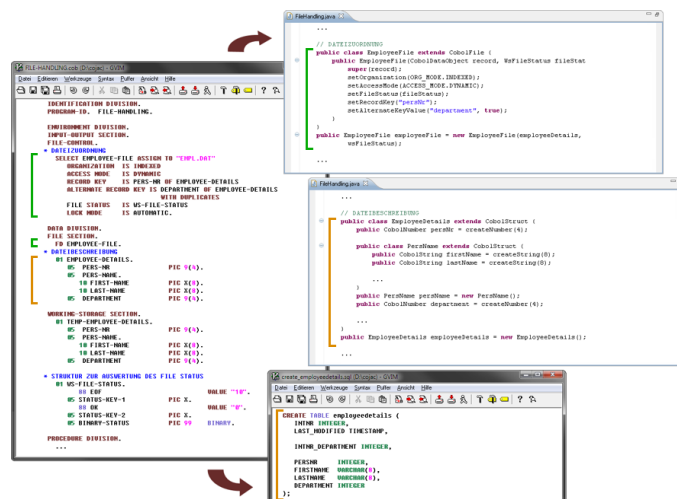 FILE-HANDLING.cob (D:\cojac) - GVIM
Datei Editieren Werkzeuge Syntax Puffer Ansicht Hilfe
IDENTIFICATION DIVISION.
PROGRAM-ID. FILE-HANDLING.
ENVIRONMENT DIVISION.
INPUT-OUTPUT SECTION.
FILE-CONTROL.
* DATEIZUORDNUNG
SELECT EMPLOYEE-FILE ASSIGN TO "EMPL.DAT"
ORGANIZATION IS INDEXED
ACCESS MODE IS DYNAMIC
RECORD KEY IS PERS-NR OF EMPLOYEE-DETAILS
ALTERNATE RECORD KEY IS DEPARTMENT OF EMPLOYEE-DETAILS
WITH DUPLICATES
FILE STATUS IS WS-FILE-STATUS
LOCK MODE IS AUTOMATIC.
DATA DIVISION.
FILE SECTION.
FD EMPLOYEE-FILE.
* DATEIBESCHREIBUNG
01 EMPLOYEE-DETAILS.
05 PERS-NR PIC 9(4).
05 PERS-NAME.
10 FIRST-NAME PIC X(8).
10 LAST-NAME PIC X(8).
05 DEPARTMENT PIC 9(4).
WORKING-STORAGE SECTION.
01 TEMP-EMPLOYEE-DETAILS.
05 PERS-NR PIC 9(4).
05 PERS-NAME.
10 FIRST-NAME PIC X(8).
10 LAST-NAME PIC X(8).
05 DEPARTMENT PIC 9(4).
* STRUKTUR ZUR AUSWERTUNG DES FILE STATUS
01 WS-FILE-STATUS.
88 EOF VALUE "10".
05 STATUS-KEY-1 PIC X.
88 OK VALUE "0".
05 STATUS-KEY-2 PIC X.
05 BINARY-STATUS PIC 99 BINARY.
PROCEDURE DIVISION.
...
FileHandling.java
...
// DATEIZUORDNUNG
public class EmployeeFile extends CobolFile {
public EmployeeFile(CobolDataObject record, WsFileStatus fileStat
super(record);
setOrganization(ORG_MODE.INDEXED);
setAccessMode(ACCESS_MODE.DYNAMIC);
setFileStatus(fileStatus);
setRecordKey("persNr");
setAlternateKeyValue("department", true);
}
}
public EmployeeFile employeeFile = new EmployeeFile(employeeDetails,
wsFileStatus);
...
FileHandling.java
...
// DATEIBESCHREIBUNG
public class EmployeeDetails extends CobolStruct {
public CobolNumber persNr = createNumber(4);
public class PersName extends CobolStruct {
public CobolString firstName = createString(8);
public CobolString lastName = createString(8);
...
}
public PersName persName = new PersName();
public CobolNumber department = createNumber(4);
...
}
public EmployeeDetails employeeDetails = new EmployeeDetails();
...
create_employeedetails.sql (D:\cojac) - GVIM
Datei Editieren Werkzeuge Syntax Puffer Ansicht Hilfe
CREATE TABLE employeedetails (
INTNR INTEGER,
LAST_MODIFIED TIMESTAMP,
INTNR_DEPARTMENT INTEGER,
PERSNR INTEGER,
FIRSTNAME VARCHAR(8),
LASTNAME VARCHAR(8),
DEPARTMENT INTEGER
);